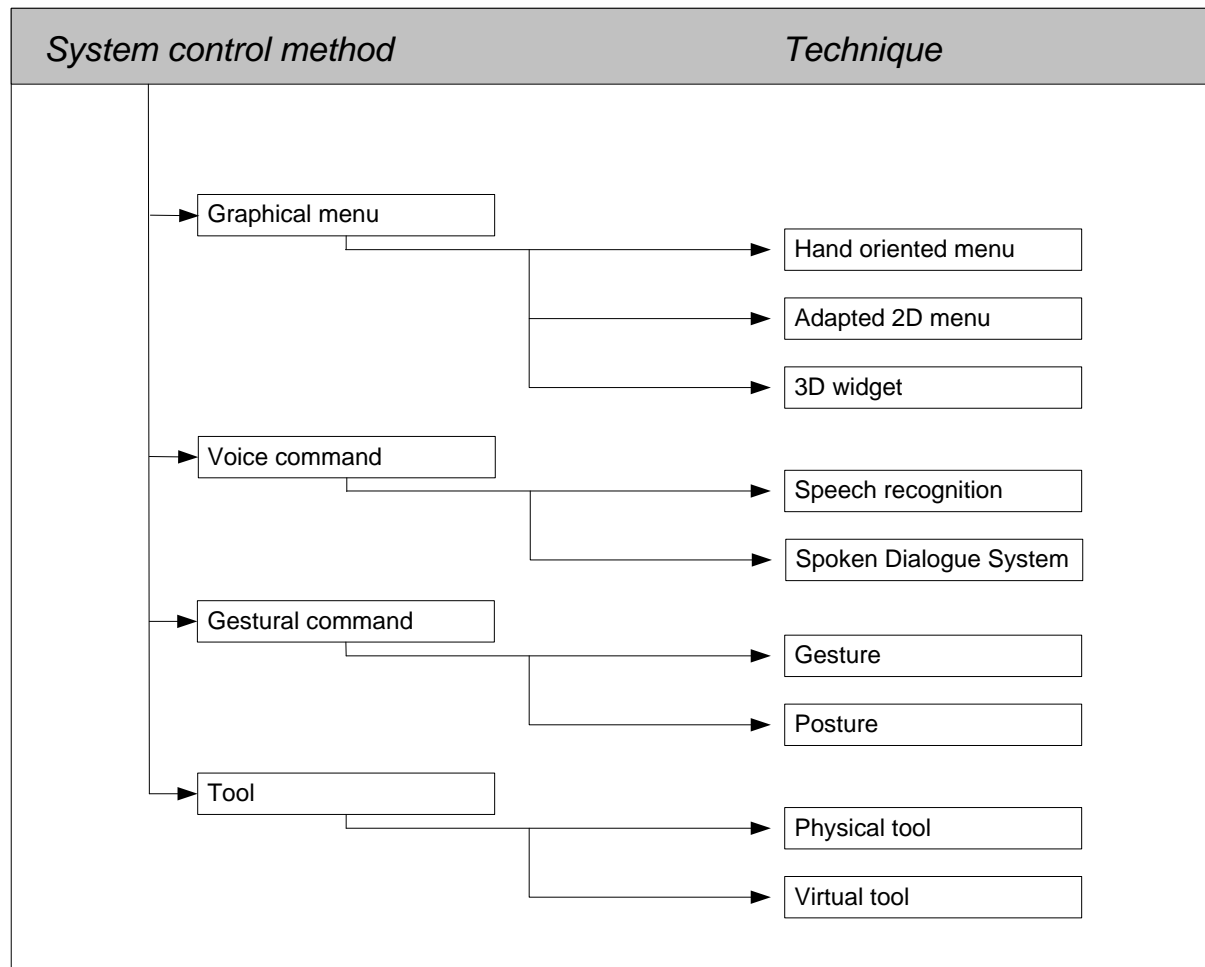 System control method
Technique
Graphical menu
Hand oriented menu
Adapted 2D menu
3D widget
Voice command
Speech recognition
Spoken Dialogue System
Gestural command
Gesture
Posture
Tool
Physical tool
Virtual tool